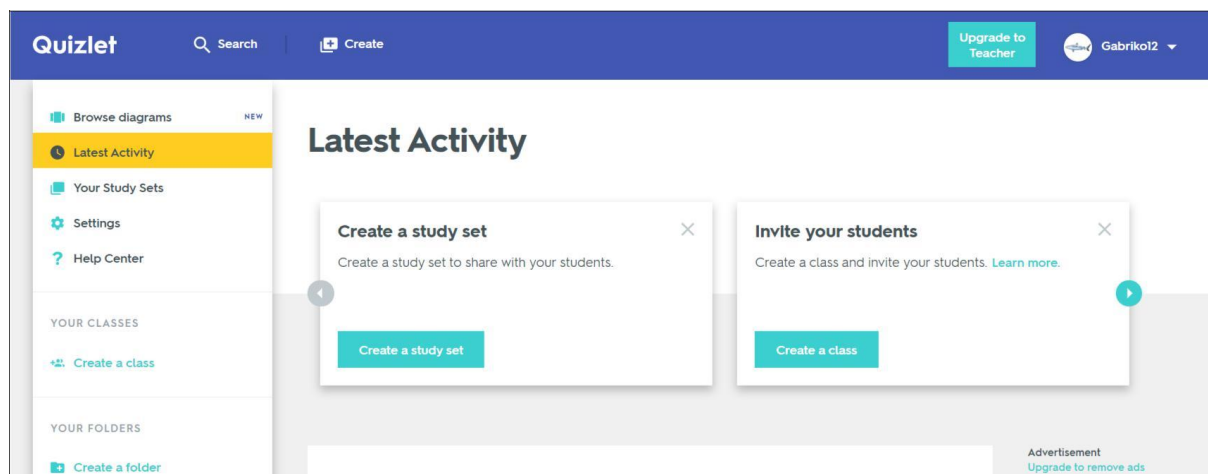 Quizlet
Search
Create
Upgrade to
Teacher
Gabriko12
Browse diagrams NEW
Latest Activity
Your Study Sets
Settings
? Help Center
YOUR CLASSES
Create a class
YOUR FOLDERS
Create a folder
Latest Activity
Create a study set
Create a study set to share with your students.
Create a study set
Invite your students
Create a class and invite your students. Learn more.
Create a class
Advertisement
Upgrade to remove ads